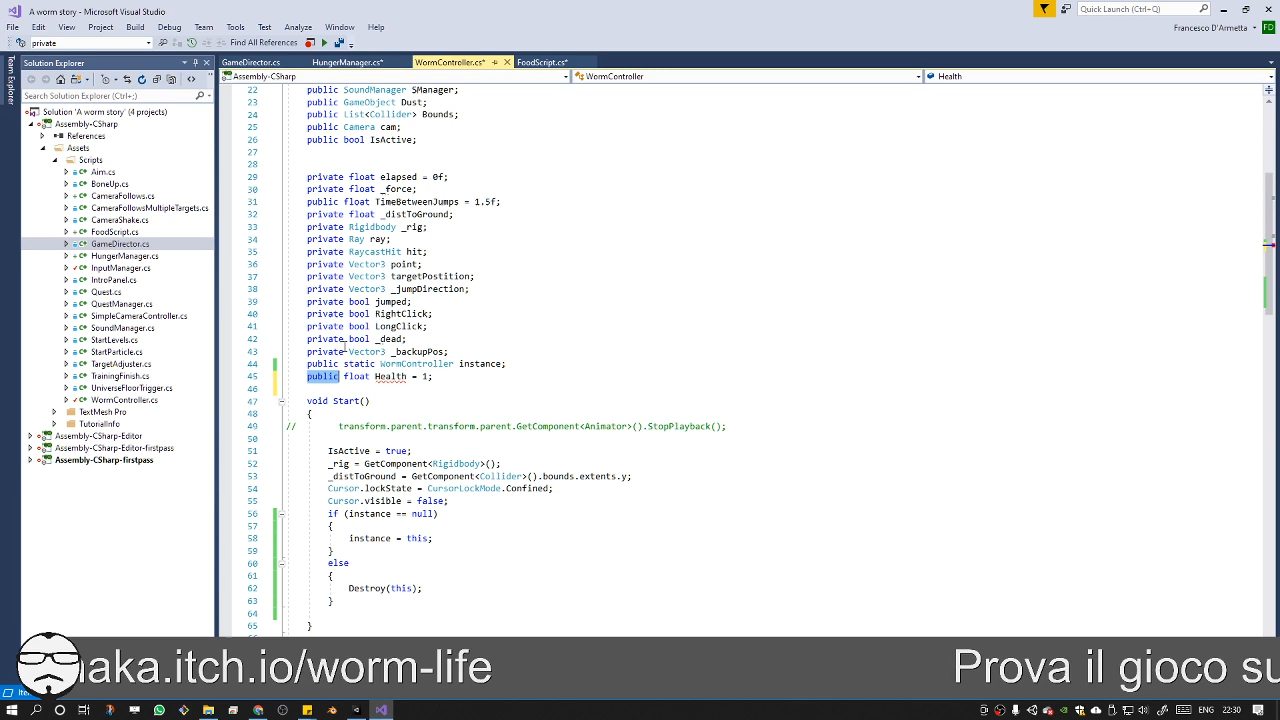 A worm story - Microsoft Visual Studio
Quick Launch (Ctrl+Q)
File Edit View Project Build Debug Team Tools Test Analyze Window Help
Francesco D'Armetta FD
private Find All References
Team Explorer
Solution Explorer
GameDirector.cs HungerManager.cs* WormController.cs* FoodScript.cs*
Assembly-CSharp WormController Health
Search Solution Explorer (Ctrl+;)
Solution 'A worm story' (4 projects)
Assembly-CSharp
References
Assets
Scripts
Aim.cs
BoneUp.cs
CameraFollows.cs
CameraFollowsMultipleTargets.cs
CameraShake.cs
FoodScript.cs
GameDirector.cs
HungerManager.cs
InputManager.cs
IntroPanel.cs
Quest.cs
QuestManager.cs
SimpleCameraController.cs
SoundManager.cs
StartLevels.cs
StartParticle.cs
TargetAdjuster.cs
TrainingFinish.cs
UniverseFloorTrigger.cs
WormController.cs
TextMesh Pro
TutorialInfo
Assembly-CSharp-Editor
Assembly-CSharp-Editor-firstpass
Assembly-CSharp-firstpass
22 public SoundManager SManager;
23 public GameObject Dust;
24 public List<Collider> Bounds;
25 public Camera cam;
26 public bool IsActive;
27
28
29 private float elapsed = 0f;
30 private float _force;
31 public float TimeBetweenJumps = 1.5f;
32 private float _distToGround;
33 private Rigidbody _rig;
34 private Ray ray;
35 private RaycastHit hit;
36 private Vector3 point;
37 private Vector3 targetPostition;
38 private Vector3 _jumpDirection;
39 private bool jumped;
40 private bool RightClick;
41 private bool LongClick;
42 private bool _dead;
43 private Vector3 _backupPos;
44 public static WormController instance;
45 public float Health = 1;
46
47 void Start()
48 {
49 // transform.parent.transform.parent.GetComponent<Animator>().StopPlayback();
50
51 IsActive = true;
52 _rig = GetComponent<Rigidbody>();
53 _distToGround = GetComponent<Collider>().bounds.extents.y;
54 Cursor.lockState = CursorLockMode.Confined;
55 Cursor.visible = false;
56 if (instance == null)
57 {
58 instance = this;
59 }
60 else
61 {
62 Destroy(this);
63 }
64
65 }
naka.itch.io/worm-life Prova il gioco su
ENG 22:30